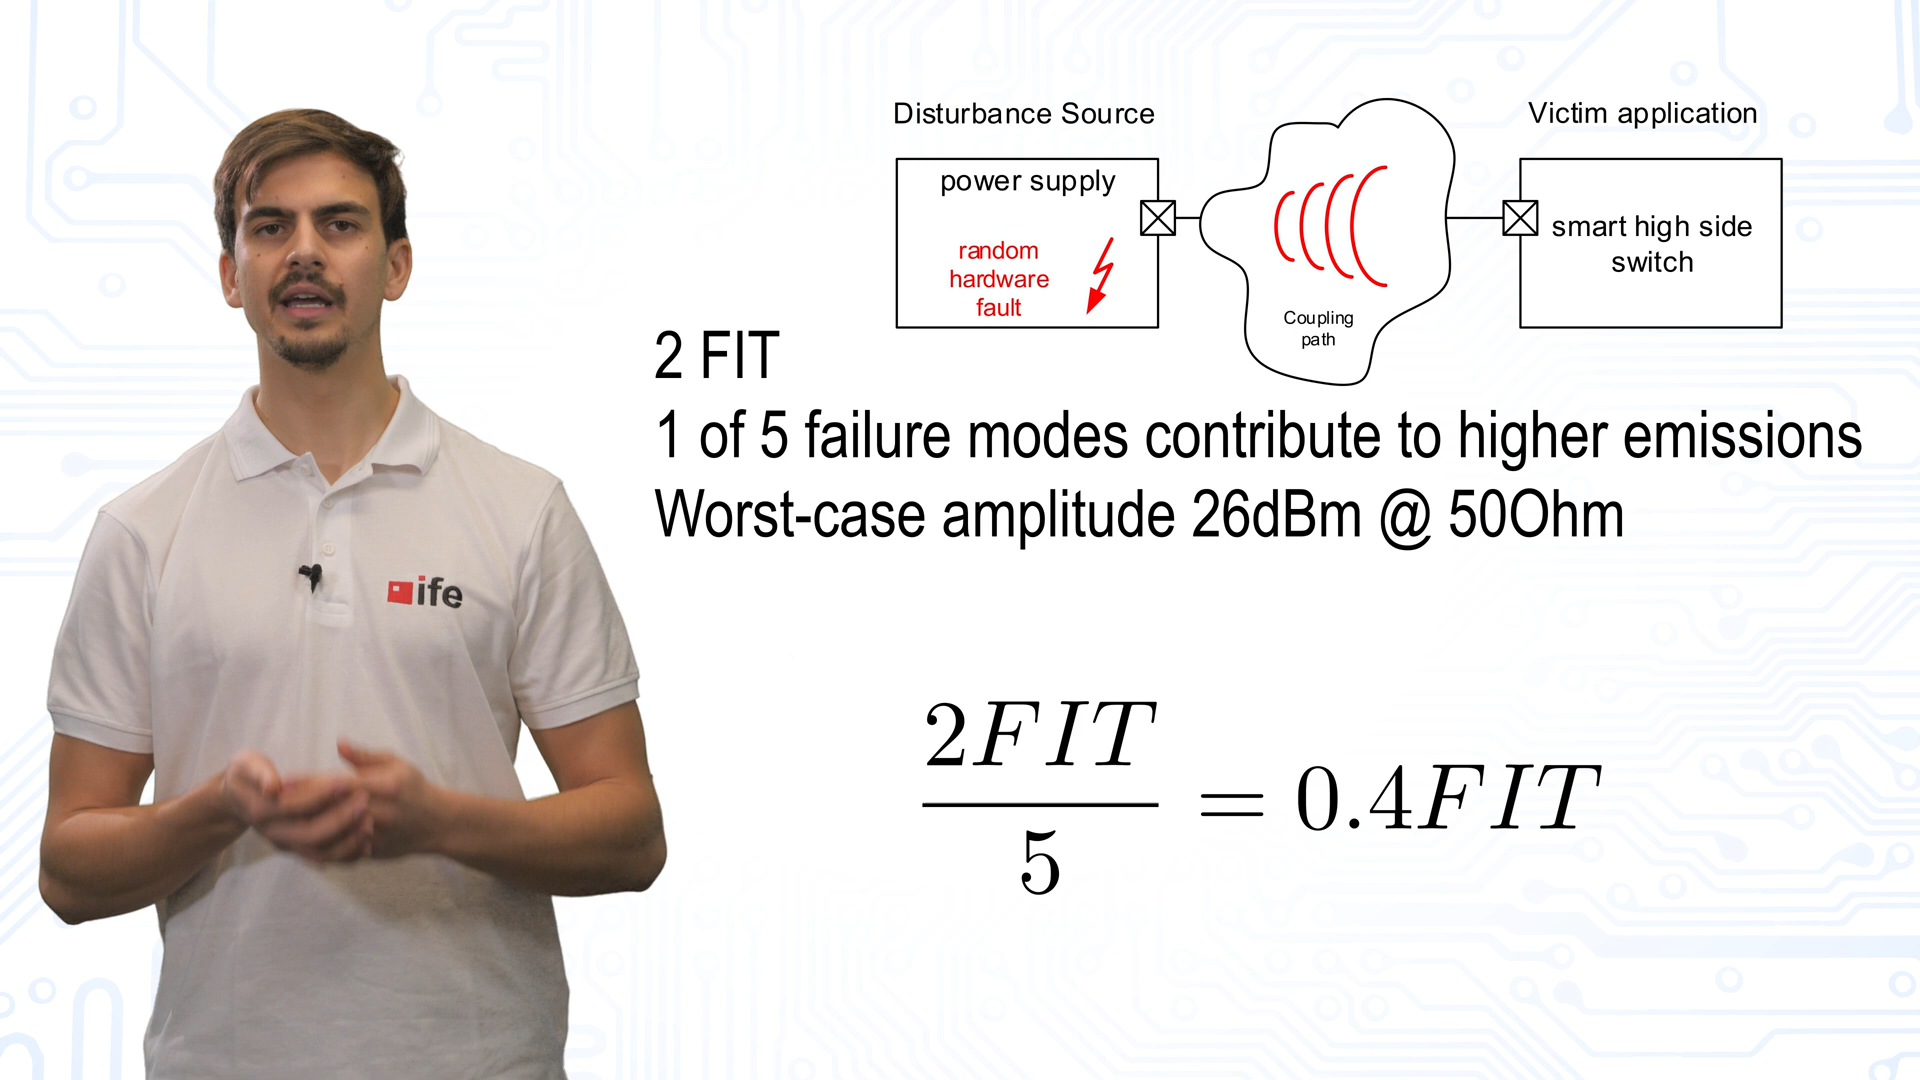 Disturbance Source
Victim application
power supply
random
hardware
fault
Coupling
path
smart high side
switch
2 FIT
1 of 5 failure modes contribute to higher emissions
Worst-case amplitude 26dBm @ 50Ohm
ife
2FIT
5
= 0.4FIT